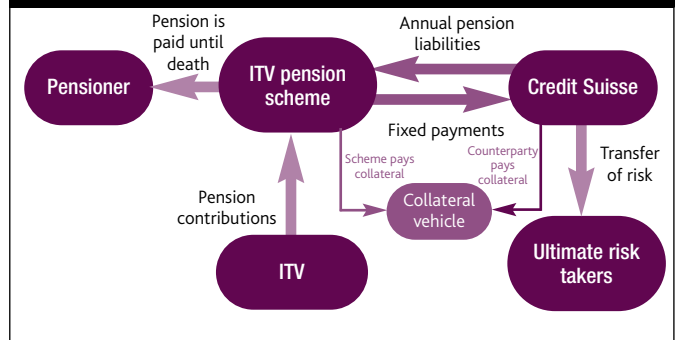 Pension is
paid until
death
Annual pension
liabilities
Pensioner
ITV pension
scheme
Credit Suisse
Fixed payments
Scheme pays
collateral
Counterparty
pays
collateral
Transfer
of risk
Pension
contributions
Collateral
vehicle
ITV
Ultimate risk
takers